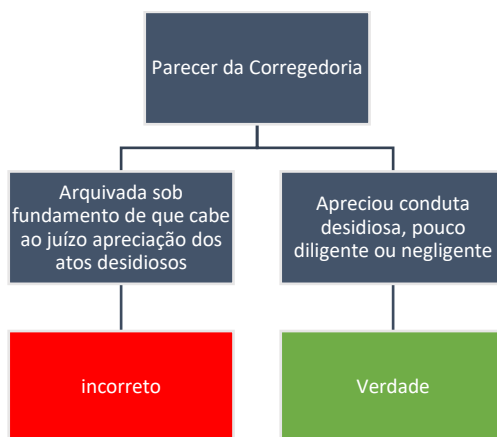 Parecer da Corregedoria
Arquivada sob
fundamento de que cabe
ao juízo apreciação dos
atos desidiosos
Apreciou conduta
desidiosa, pouco
diligente ou negligente
incorreto
Verdade